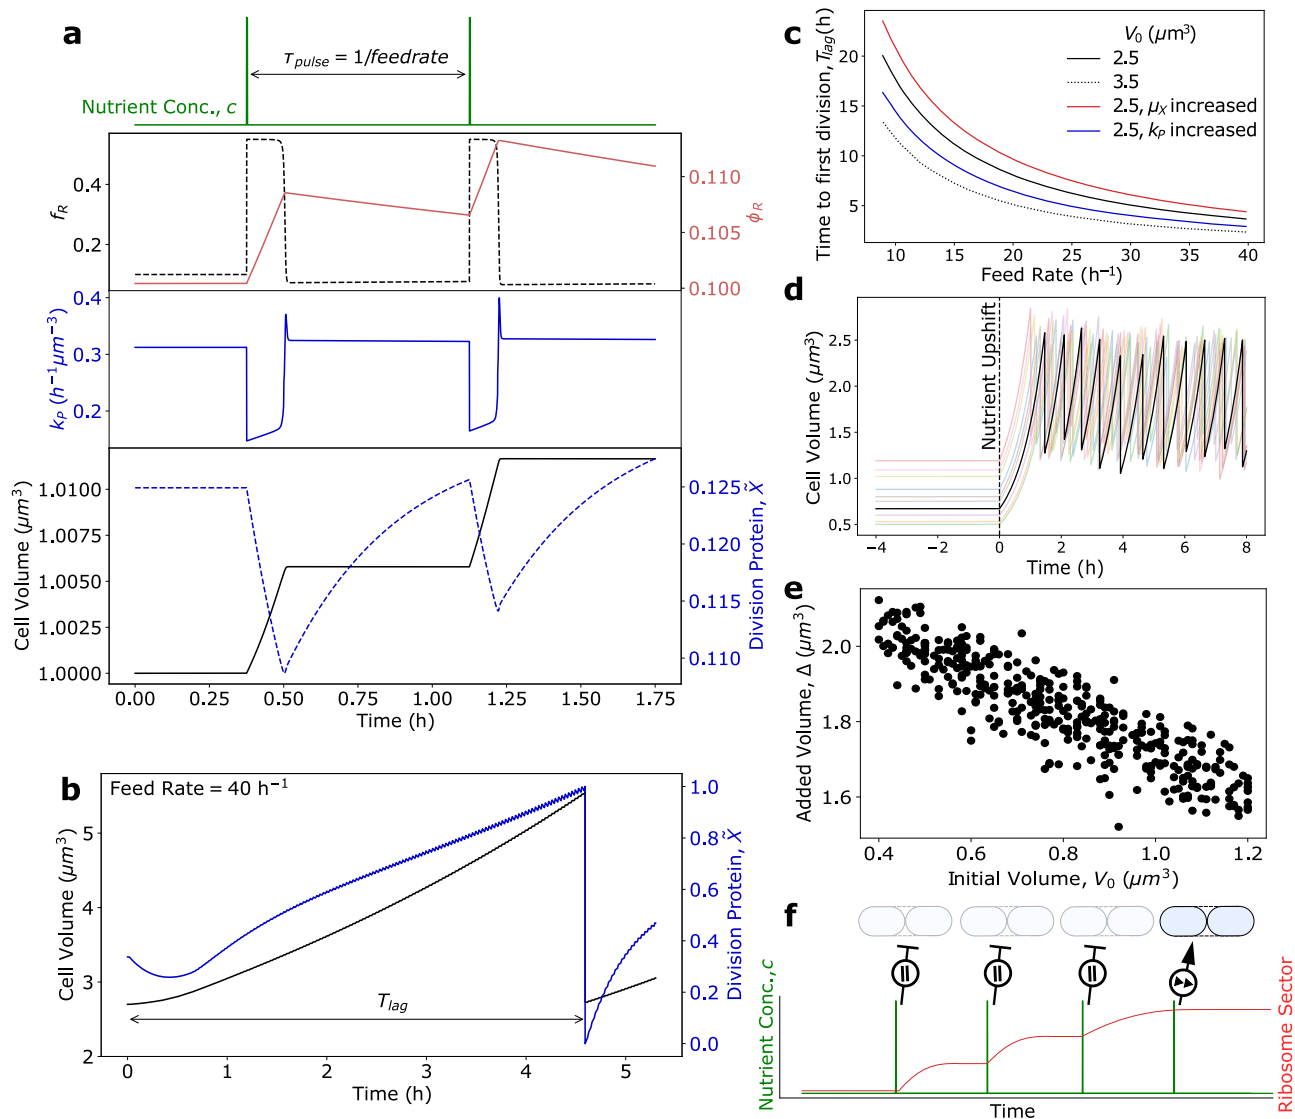 a
τpulse = 1/feedrate
Nutrient Conc., c
0.4
0.2
fR
0.110
0.105
0.100
ϕR
0.4
0.3
0.2
kP (h−1μm−3)
1.0100
1.0075
1.0050
1.0025
1.0000
Cell Volume (μm3)
0.125
0.120
0.115
0.110
Division Protein, X̃
0.00
0.25
0.50
0.75
1.00
1.25
1.50
1.75
Time (h)
b
Feed Rate = 40 h−1
5
4
3
2
Cell Volume (μm3)
1.0
0.8
0.6
0.4
0.2
0.0
Division Protein, X̃
Tlag
0
1
2
3
4
5
Time (h)
c
V0 (μm3)
2.5
3.5
2.5, μX increased
2.5, kP increased
20
15
10
5
Time to first division, Tlag(h)
10
15
20
25
30
35
40
Feed Rate (h−1)
d
Nutrient Upshift
2.5
2.0
1.5
1.0
0.5
Cell Volume (μm3)
−4
−2
0
2
4
6
8
Time (h)
e
2.0
1.8
1.6
Added Volume, Δ (μm3)
0.4
0.6
0.8
1.0
1.2
Initial Volume, V0 (μm3)
f
Nutrient Conc., c
Ribosome Sector
Time